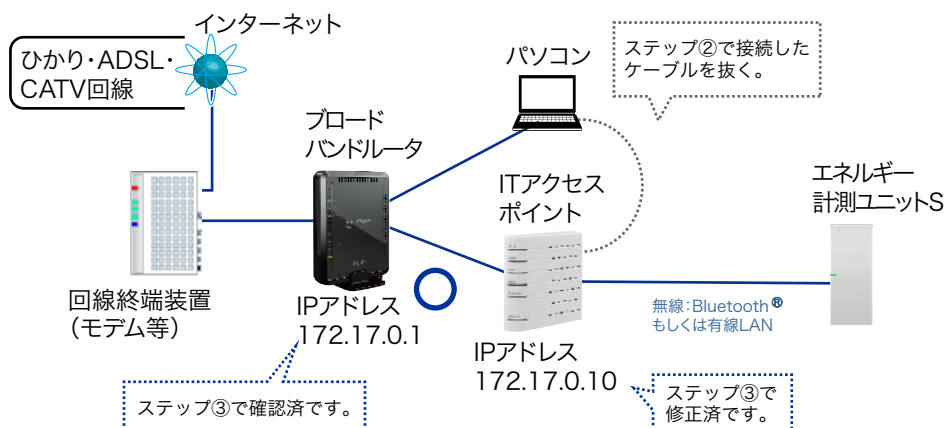 インターネット
ひかり・ADSL・
CATV回線
パソコン
ステップ②で接続した
ケーブルを抜く。
ブロード
バンドルータ
ITアクセス
ポイント
エネルギー
計測ユニットS
回線終端装置
（モデム等）
IPアドレス
172.17.0.1
無線：Bluetooth®
もしくは有線LAN
IPアドレス
172.17.0.10
ステップ③で確認済です。
ステップ③で
修正済です。